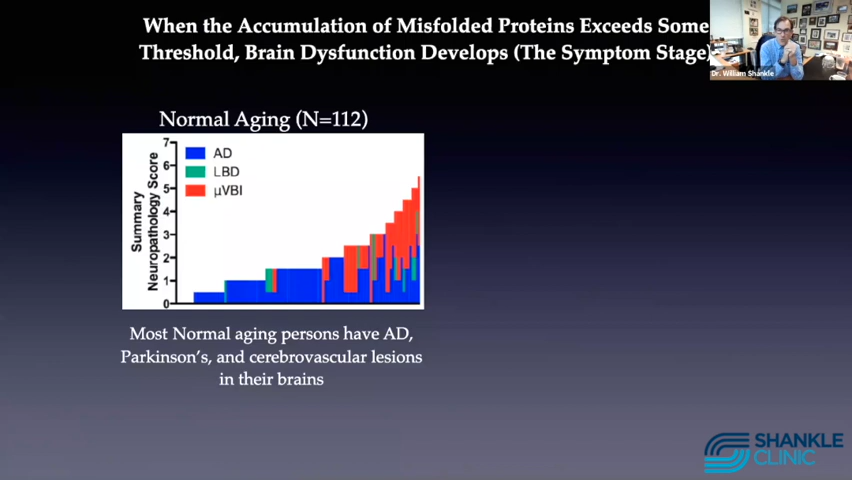 When the Accumulation of Misfolded Proteins Exceeds Some
Threshold, Brain Dysfunction Develops (The Symptom Stage)
Dr. William Shankle
Normal Aging (N=112)
Summary
Neuropathology Score
7
6
5
4
3
2
1
0
AD
LBD
µVBI
Most Normal aging persons have AD,
Parkinson's, and cerebrovascular lesions
in their brains
SHANKLE
CLINIC